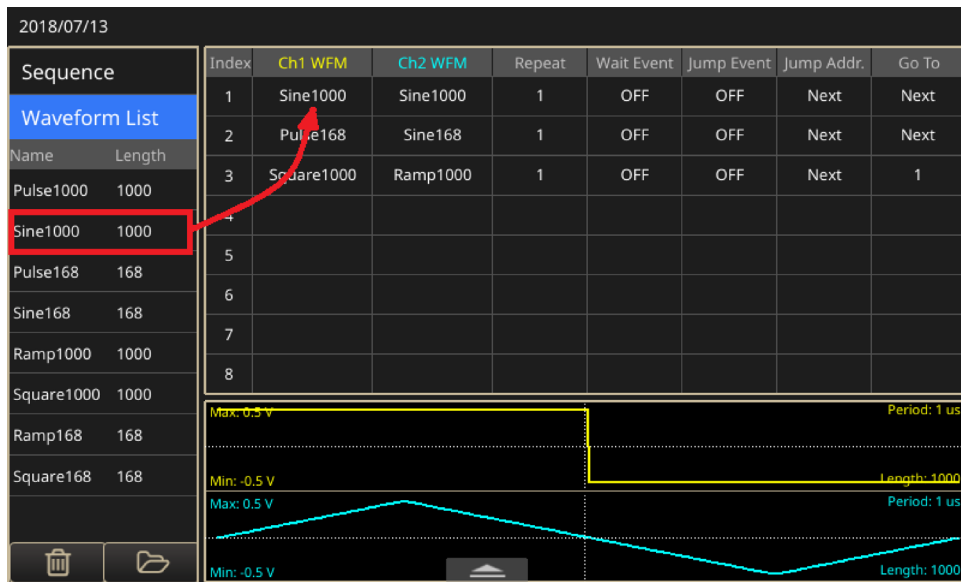 2018/07/13
Sequence
Waveform List
Name Length
Pulse1000 1000
Sine1000 1000
Pulse168 168
Sine168 168
Ramp1000 1000
Square1000 1000
Ramp168 168
Square168 168
Index Ch1 WFM Ch2 WFM Repeat Wait Event Jump Event Jump Addr. Go To
1 Sine1000 Sine1000 1 OFF OFF Next Next
2 Pulse168 Sine168 1 OFF OFF Next Next
3 Square1000 Ramp1000 1 OFF OFF Next 1
4
5
6
7
8
Max: 0.5 V Period: 1 us
Min: -0.5 V Length: 1000
Max: 0.5 V Period: 1 us
Min: -0.5 V Length: 1000